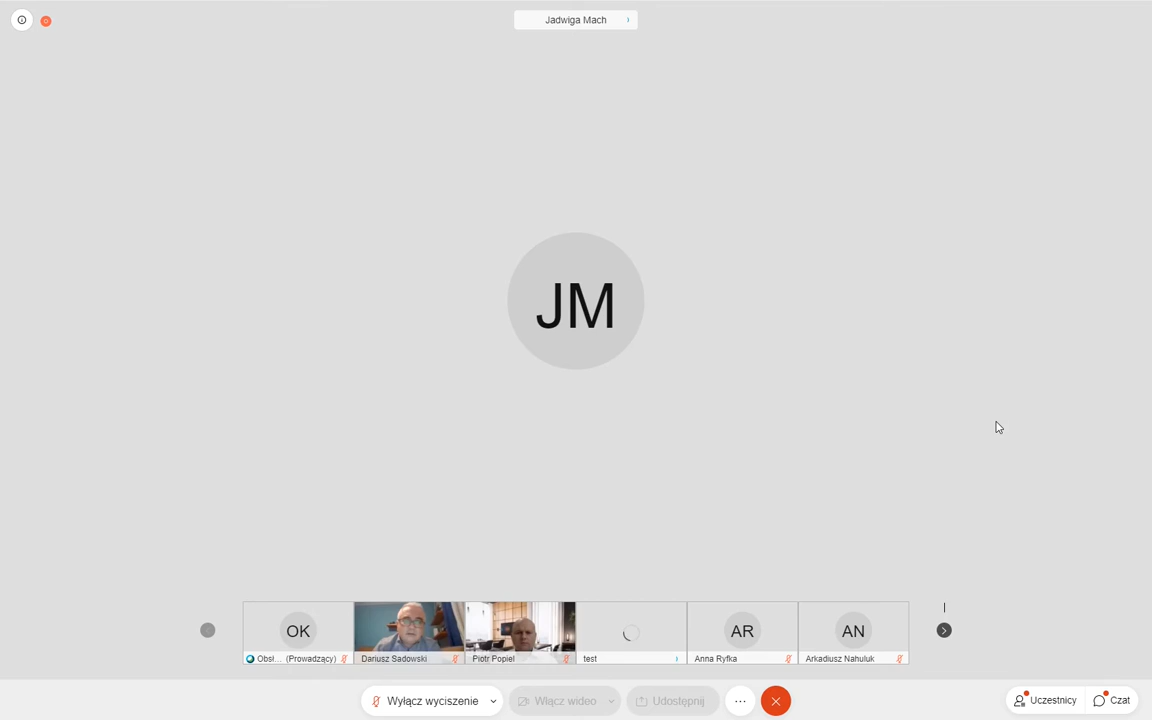 Jadwiga Mach
JM
OK
AR
AN
Obsł... (Prowadzący)
Dariusz Sadowski
Piotr Popiel
test
Anna Ryfka
Arkadiusz Nahuluk
Wyłącz wyciszenie
Włącz wideo
Udostępnij
Uczestnicy
Czat